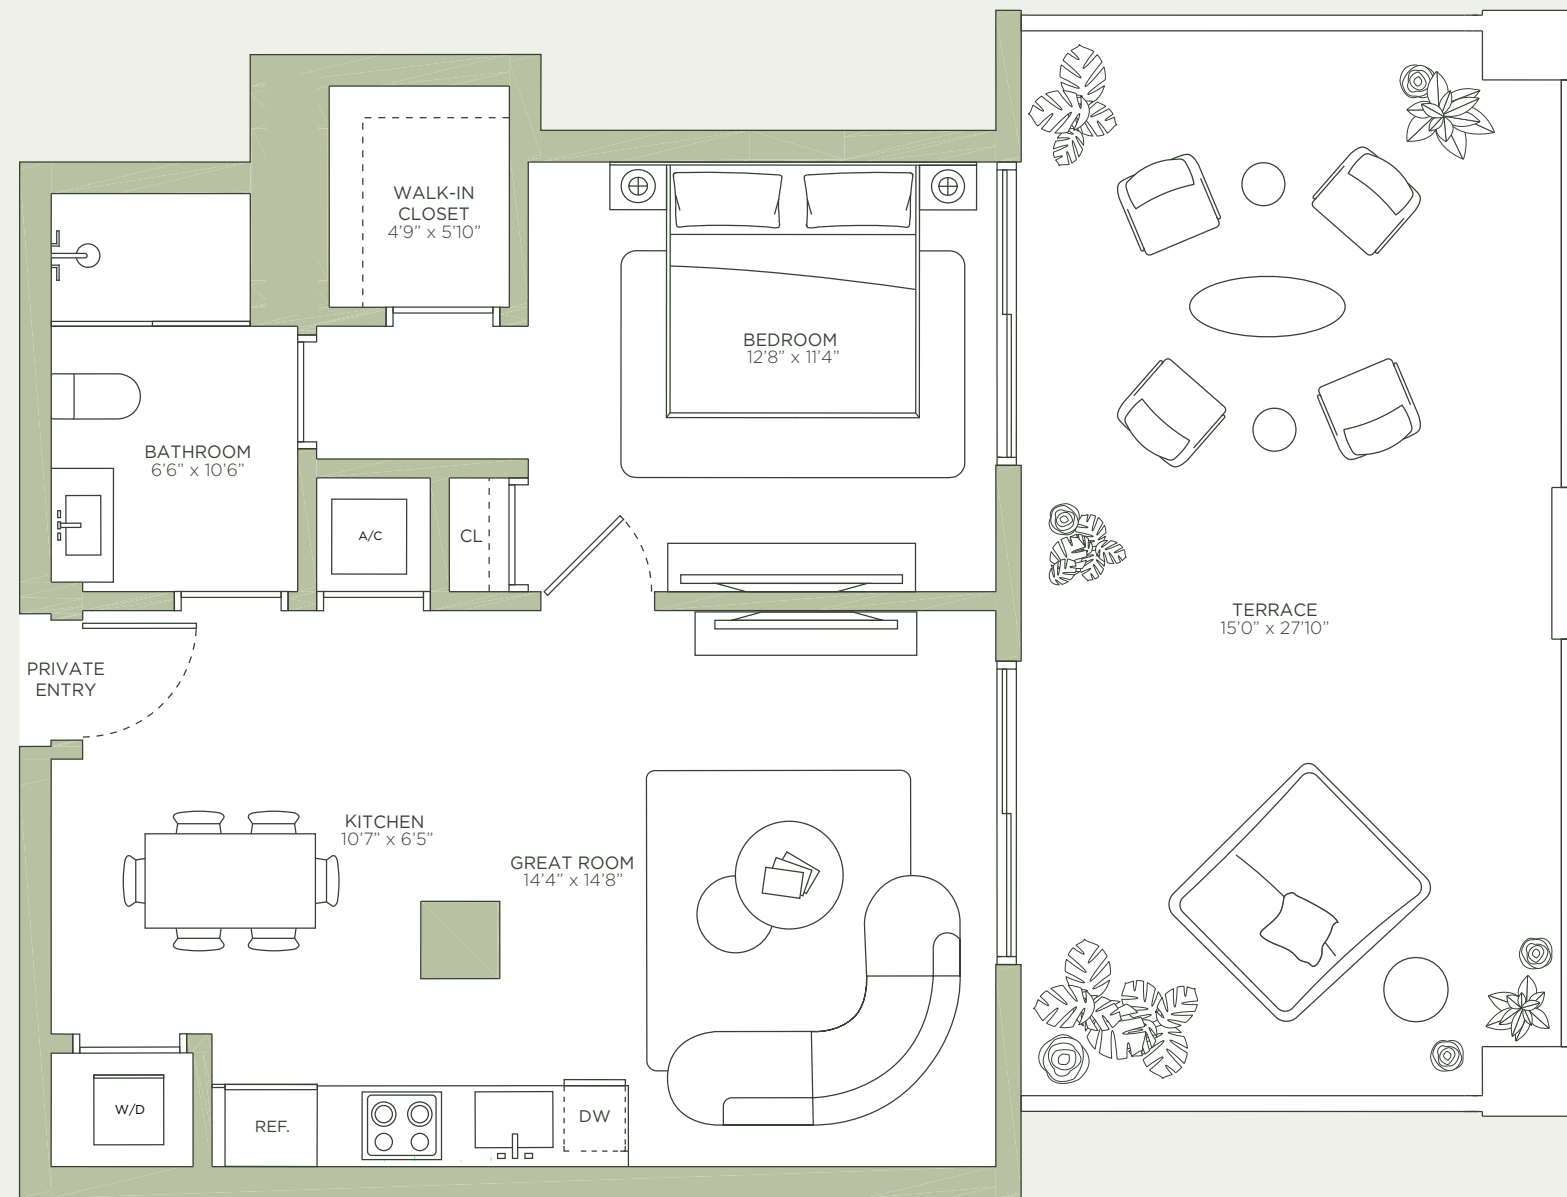 WALK-IN
CLOSET
4'9" x 5'10"
BEDROOM
12'8" x 11'4"
BATHROOM
6'6" x 10'6"
A/C
CL
TERRACE
15'0" x 27'10"
PRIVATE
ENTRY
KITCHEN
10'7" x 6'5"
GREAT ROOM
14'4" x 14'8"
W/D
REF.
DW